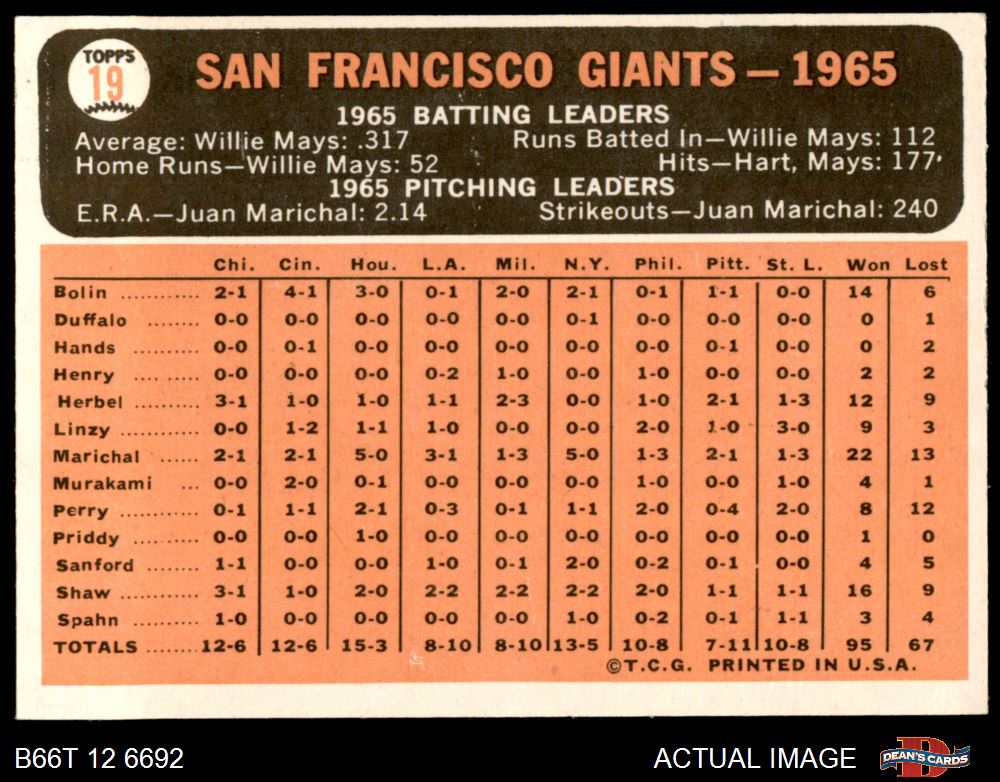 TOPPS
19
SAN FRANCISCO GIANTS — 1965
1965 BATTING LEADERS
Average: Willie Mays: .317 Runs Batted In—Willie Mays: 112
Home Runs—Willie Mays: 52 Hits—Hart, Mays: 177
1965 PITCHING LEADERS
E.R.A.—Juan Marichal: 2.14 Strikeouts—Juan Marichal: 240
Chi. Cin. Hou. L.A. Mil. N.Y. Phil. Pitt. St. L. Won Lost
Bolin ........... 2-1 4-1 3-0 0-1 2-0 2-1 0-1 1-1 0-0 14 6
Duffalo ........ 0-0 0-0 0-0 0-0 0-0 0-1 0-0 0-0 0-0 0 1
Hands .......... 0-0 0-1 0-0 0-0 0-0 0-0 0-0 0-1 0-0 0 2
Henry .......... 0-0 0-0 0-0 0-2 1-0 0-0 1-0 0-0 0-0 2 2
Herbel .......... 3-1 1-0 1-0 1-1 2-3 0-0 1-0 2-1 1-3 12 9
Linzy ............ 0-0 1-2 1-1 1-0 0-0 0-0 2-0 1-0 3-0 9 3
Marichal ...... 2-1 2-1 5-0 3-1 1-3 5-0 1-3 2-1 1-3 22 13
Murakami ... 0-0 2-0 0-1 0-0 0-0 0-0 1-0 0-0 1-0 4 1
Perry ............ 0-1 1-1 2-1 0-3 0-1 1-1 2-0 0-4 2-0 8 12
Priddy .......... 0-0 0-0 1-0 0-0 0-0 0-0 0-0 0-0 0-0 1 0
Sanford ........ 1-1 0-0 0-0 1-0 0-1 2-0 0-2 0-1 0-0 4 5
Shaw ............ 3-1 1-0 2-0 2-2 2-2 2-2 2-0 1-1 1-1 16 9
Spahn .......... 1-0 0-0 0-0 0-0 0-0 1-0 0-2 0-1 1-1 3 4
TOTALS ....... 12-6 12-6 15-3 8-10 8-10 13-5 10-8 7-11 10-8 95 67
©T.C.G. PRINTED IN U.S.A.
B66T 12 6692 ACTUAL IMAGE DEAN'S CARDS